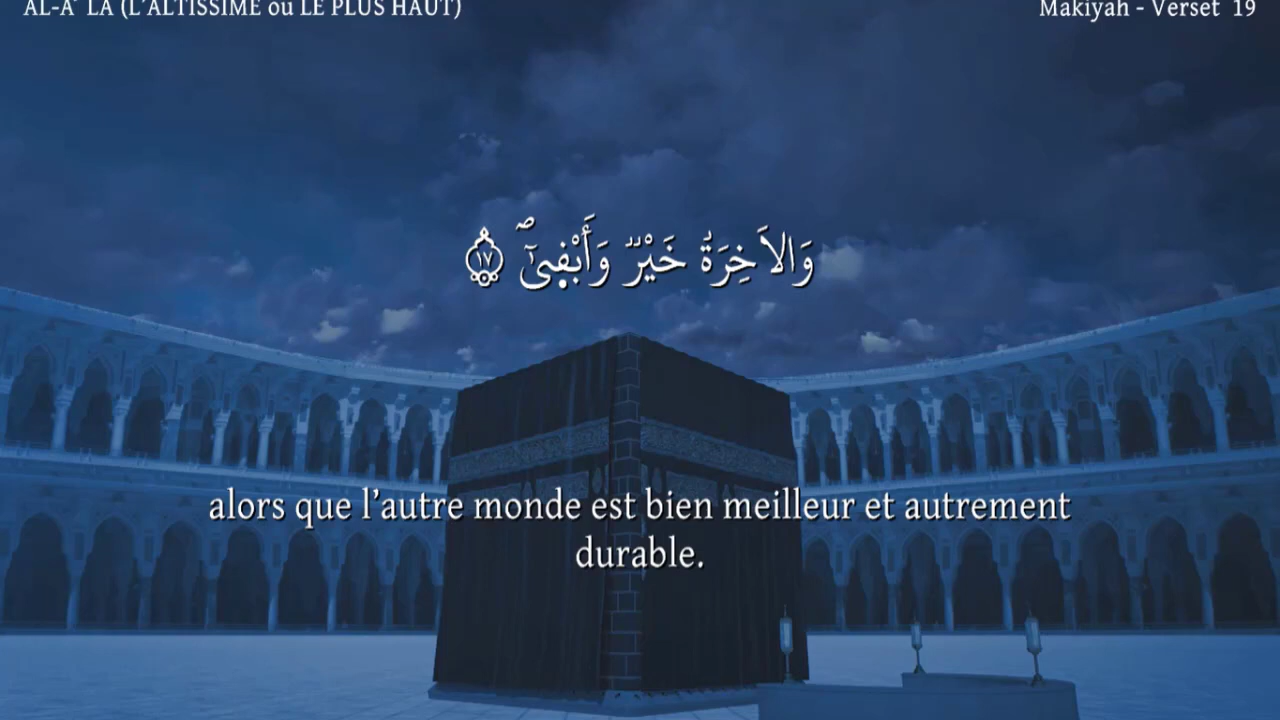 AL-A‘ LA (L’ALTISSIME ou LE PLUS HAUT)
Makiyah - Verset 19
وَالَاخِرَةُ خَيْرٌ وَأَبْق۪يٰٓۖ ١٧
alors que l’autre monde est bien meilleur et autrement
durable.